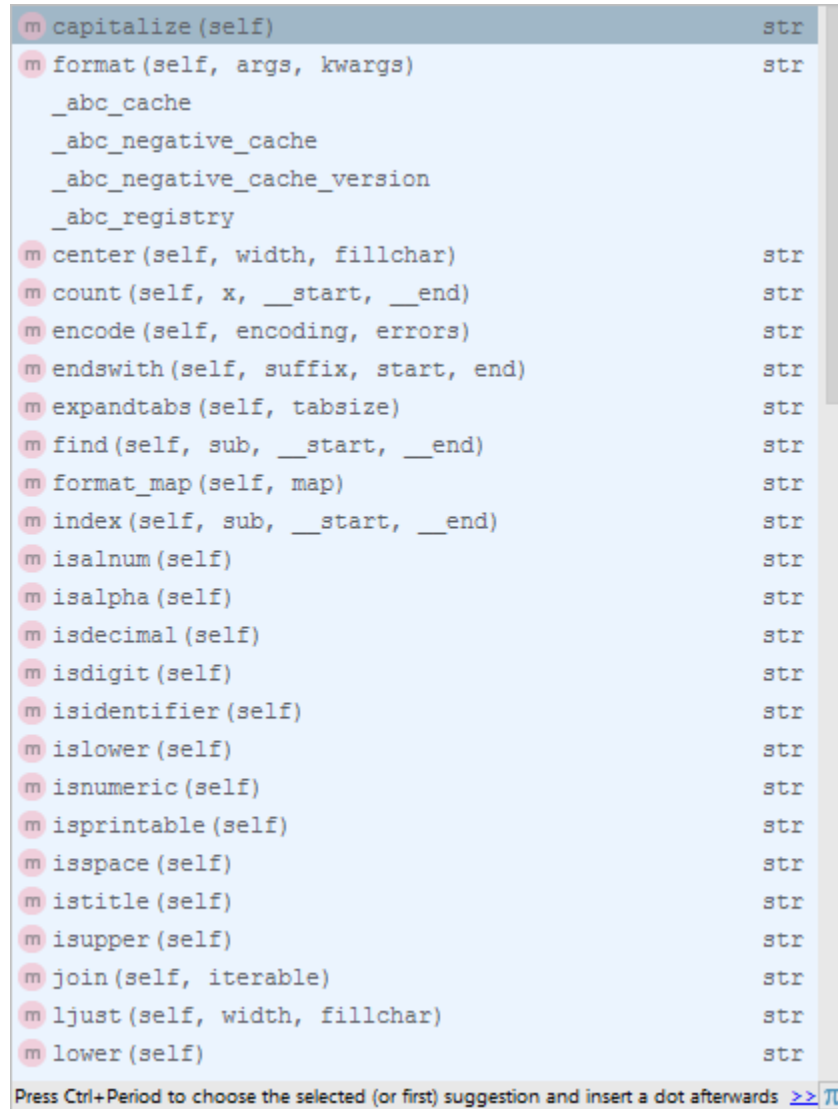 m capitalize(self) str
m format(self, args, kwargs) str
_abc_cache
_abc_negative_cache
_abc_negative_cache_version
_abc_registry
m center(self, width, fillchar) str
m count(self, x, __start, __end) str
m encode(self, encoding, errors) str
m endswith(self, suffix, start, end) str
m expandtabs(self, tabsize) str
m find(self, sub, __start, __end) str
m format_map(self, map) str
m index(self, sub, __start, __end) str
m isalnum(self) str
m isalpha(self) str
m isdecimal(self) str
m isdigit(self) str
m isidentifier(self) str
m islower(self) str
m isnumeric(self) str
m isprintable(self) str
m isspace(self) str
m istitle(self) str
m isupper(self) str
m join(self, iterable) str
m ljust(self, width, fillchar) str
m lower(self) str
Press Ctrl+Period to choose the selected (or first) suggestion and insert a dot afterwards >> π